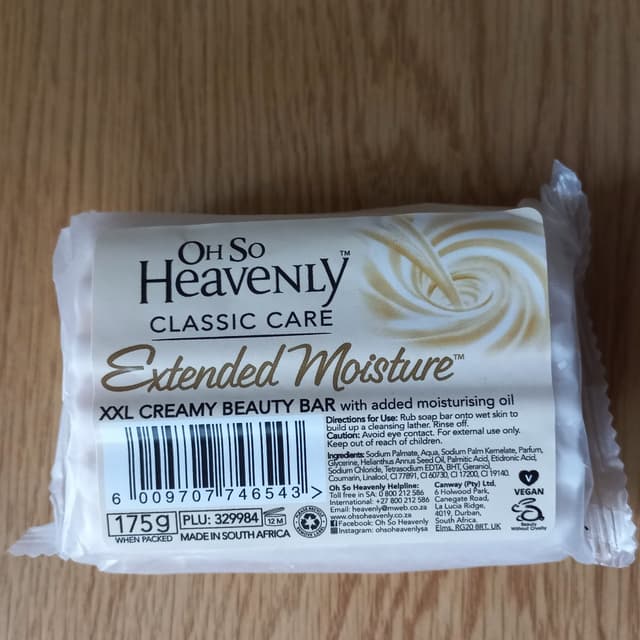 OH SO
HEAVENLY™
CLASSIC CARE
Extended Moisture™
XXL CREAMY BEAUTY BAR with added moisturising oil
Directions for Use: Rub soap bar onto wet skin to
build up a cleansing lather. Rinse off.
Caution: Avoid eye contact. For external use only.
Keep out of reach of children.
Ingredients: Sodium Palmate, Aqua, Sodium Palm Kernelate, Parfum,
Glycerine, Helianthus Annus Seed Oil, Palmitic Acid, Etidronic Acid,
Sodium Chloride, Tetrasodium EDTA, BHT, Geraniol,
Coumarin, Linalool, CI 77891, CI 60730, CI 17200, CI 19140.
6 009707 746543 >
175g
WHEN PACKED
PLU: 329984
12 M
MADE IN SOUTH AFRICA
Oh So Heavenly Helpline:
Toll free in SA: 0 800 212 586
International: +27 800 212 586
Email: heavenly@mweb.co.za
www.ohsoheavenly.co.za
Facebook: Oh So Heavenly
Instagram: ohsoheavenlysa
Canway (Pty) Ltd.
6 Holwood Park,
Canegate Road,
La Lucia Ridge,
4019, Durban,
South Africa.
Elms, RG20 8RT. UK
V
VEGAN
Beauty
Without Cruelty